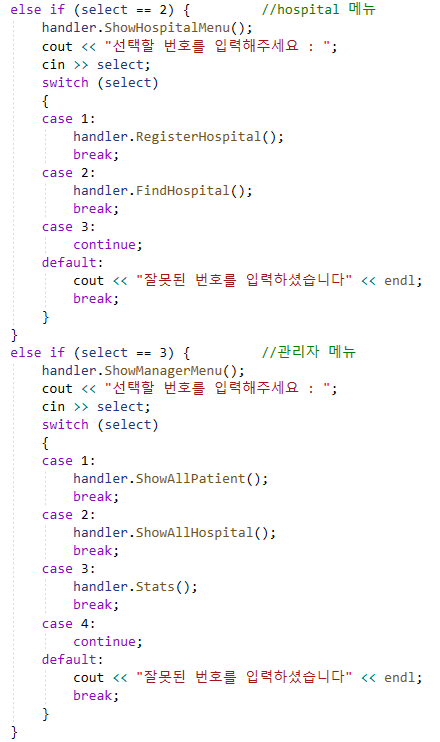 else if (select == 2) {         //hospital 메뉴
    handler.ShowHospitalMenu();
    cout << "선택할 번호를 입력해주세요 : ";
    cin >> select;
    switch (select)
    {
    case 1:
        handler.RegisterHospital();
        break;
    case 2:
        handler.FindHospital();
        break;
    case 3:
        continue;
    default:
        cout << "잘못된 번호를 입력하셨습니다" << endl;
        break;
    }
}
else if (select == 3) {         //관리자 메뉴
    handler.ShowManagerMenu();
    cout << "선택할 번호를 입력해주세요 : ";
    cin >> select;
    switch (select)
    {
    case 1:
        handler.ShowAllPatient();
        break;
    case 2:
        handler.ShowAllHospital();
        break;
    case 3:
        handler.Stats();
        break;
    case 4:
        continue;
    default:
        cout << "잘못된 번호를 입력하셨습니다" << endl;
        break;
    }
}